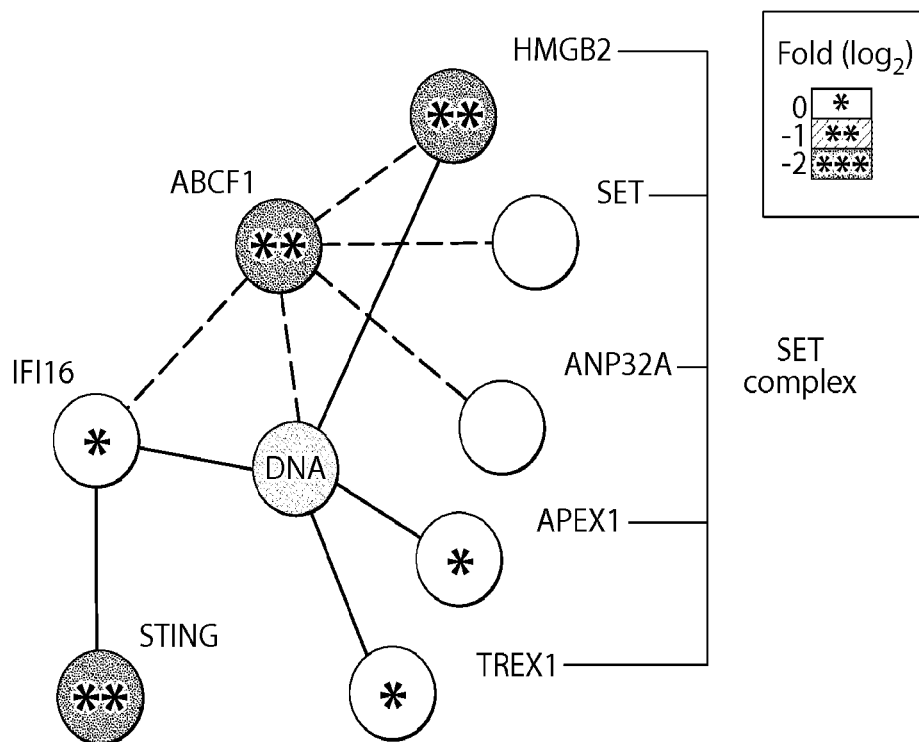 HMGB2
Fold (log2)
0 *
-1 **
-2 ***
**
ABCF1
SET
**
IFI16
ANP32A
SET
complex
*
DNA
APEX1
*
STING
TREX1
**
*